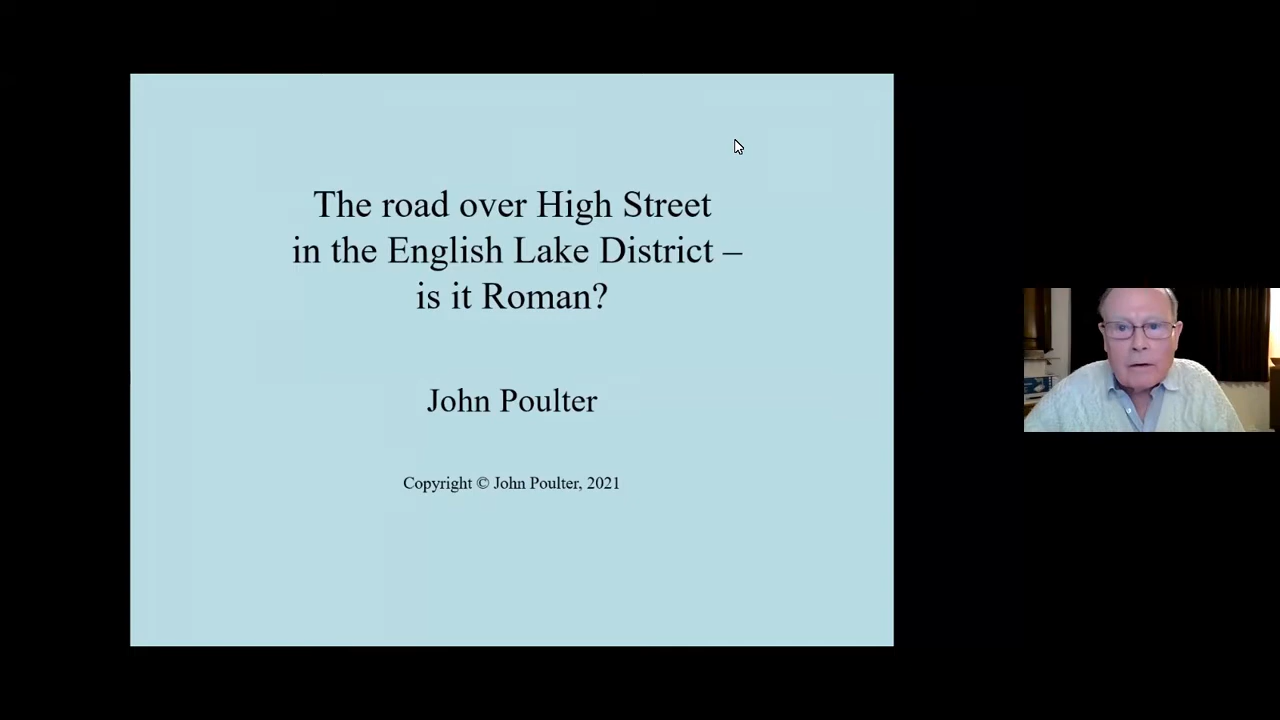 The road over High Street
in the English Lake District –
is it Roman?
John Poulter
Copyright © John Poulter, 2021